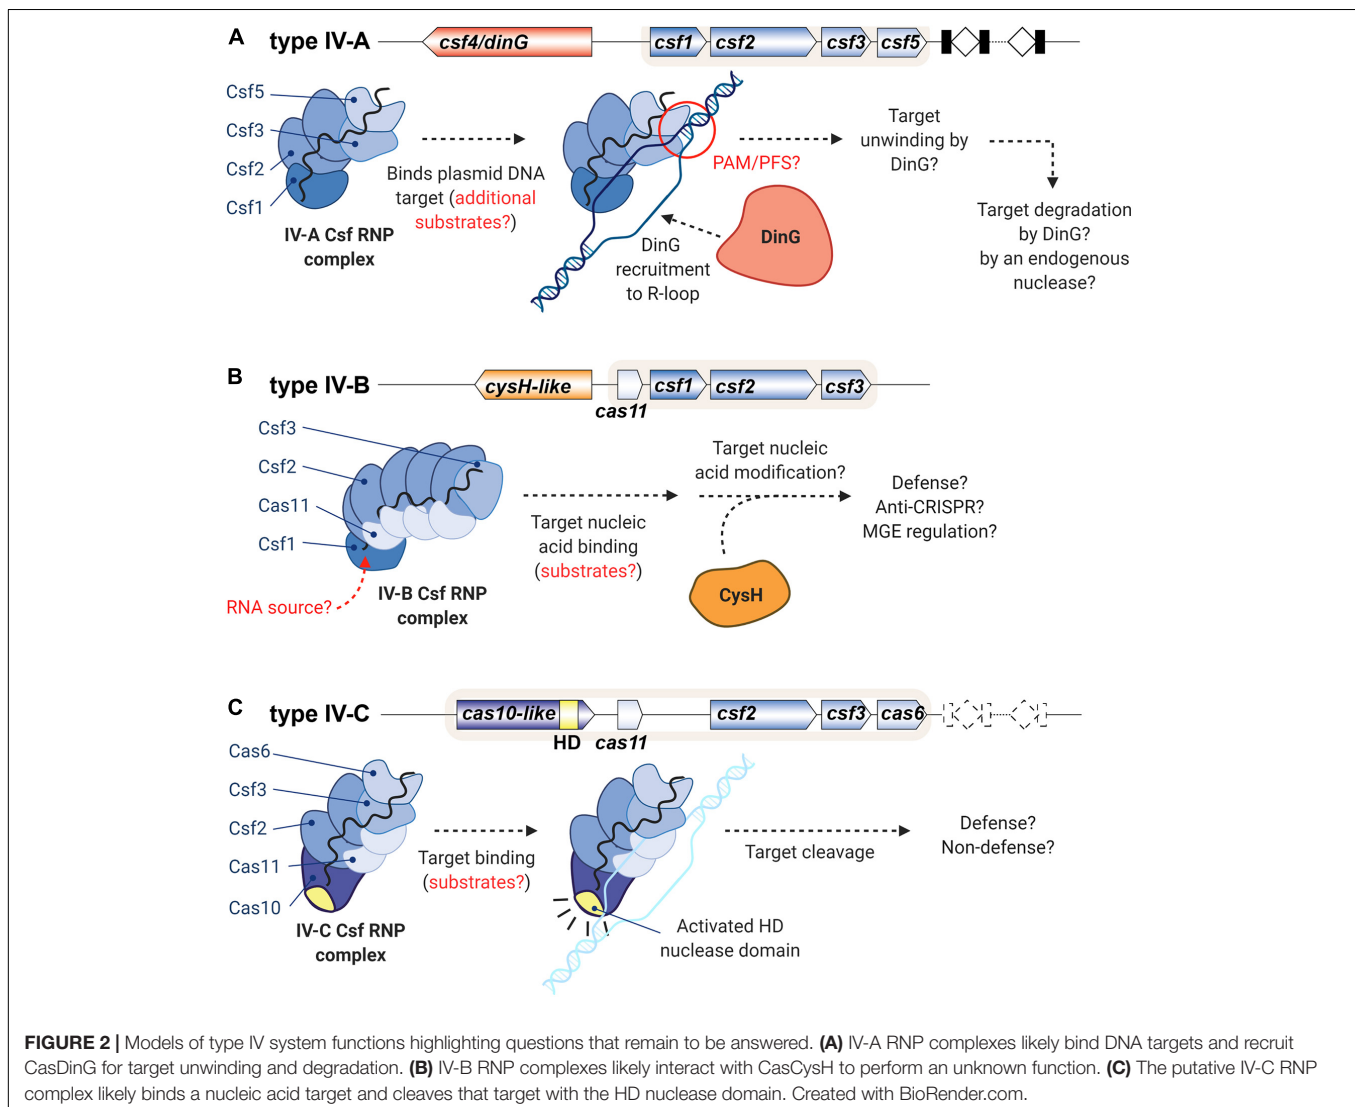 A type IV-A
csf4/dinG
csf1
csf2
csf3
csf5
Csf5
Csf3
Csf2
Csf1
IV-A Csf RNP
complex
Binds plasmid DNA
target (additional
substrates?)
PAM/PFS?
DinG
recruitment
to R-loop
DinG
Target
unwinding by
DinG?
Target degradation
by DinG?
by an endogenous
nuclease?
B type IV-B
cysH-like
cas11
csf1
csf2
csf3
Csf3
Csf2
Cas11
Csf1
RNA source?
IV-B Csf RNP
complex
Target nucleic
acid binding
(substrates?)
Target nucleic
acid modification?
CysH
Defense?
Anti-CRISPR?
MGE regulation?
C type IV-C
cas10-like
HD
cas11
csf2
csf3
cas6
Cas6
Csf3
Csf2
Cas11
Cas10
IV-C Csf RNP
complex
Target binding
(substrates?)
Activated HD
nuclease domain
Target cleavage
Defense?
Non-defense?
FIGURE 2 | Models of type IV system functions highlighting questions that remain to be answered. (A) IV-A RNP complexes likely bind DNA targets and recruit
CasDinG for target unwinding and degradation. (B) IV-B RNP complexes likely interact with CasCysH to perform an unknown function. (C) The putative IV-C RNP
complex likely binds a nucleic acid target and cleaves that target with the HD nuclease domain. Created with BioRender.com.